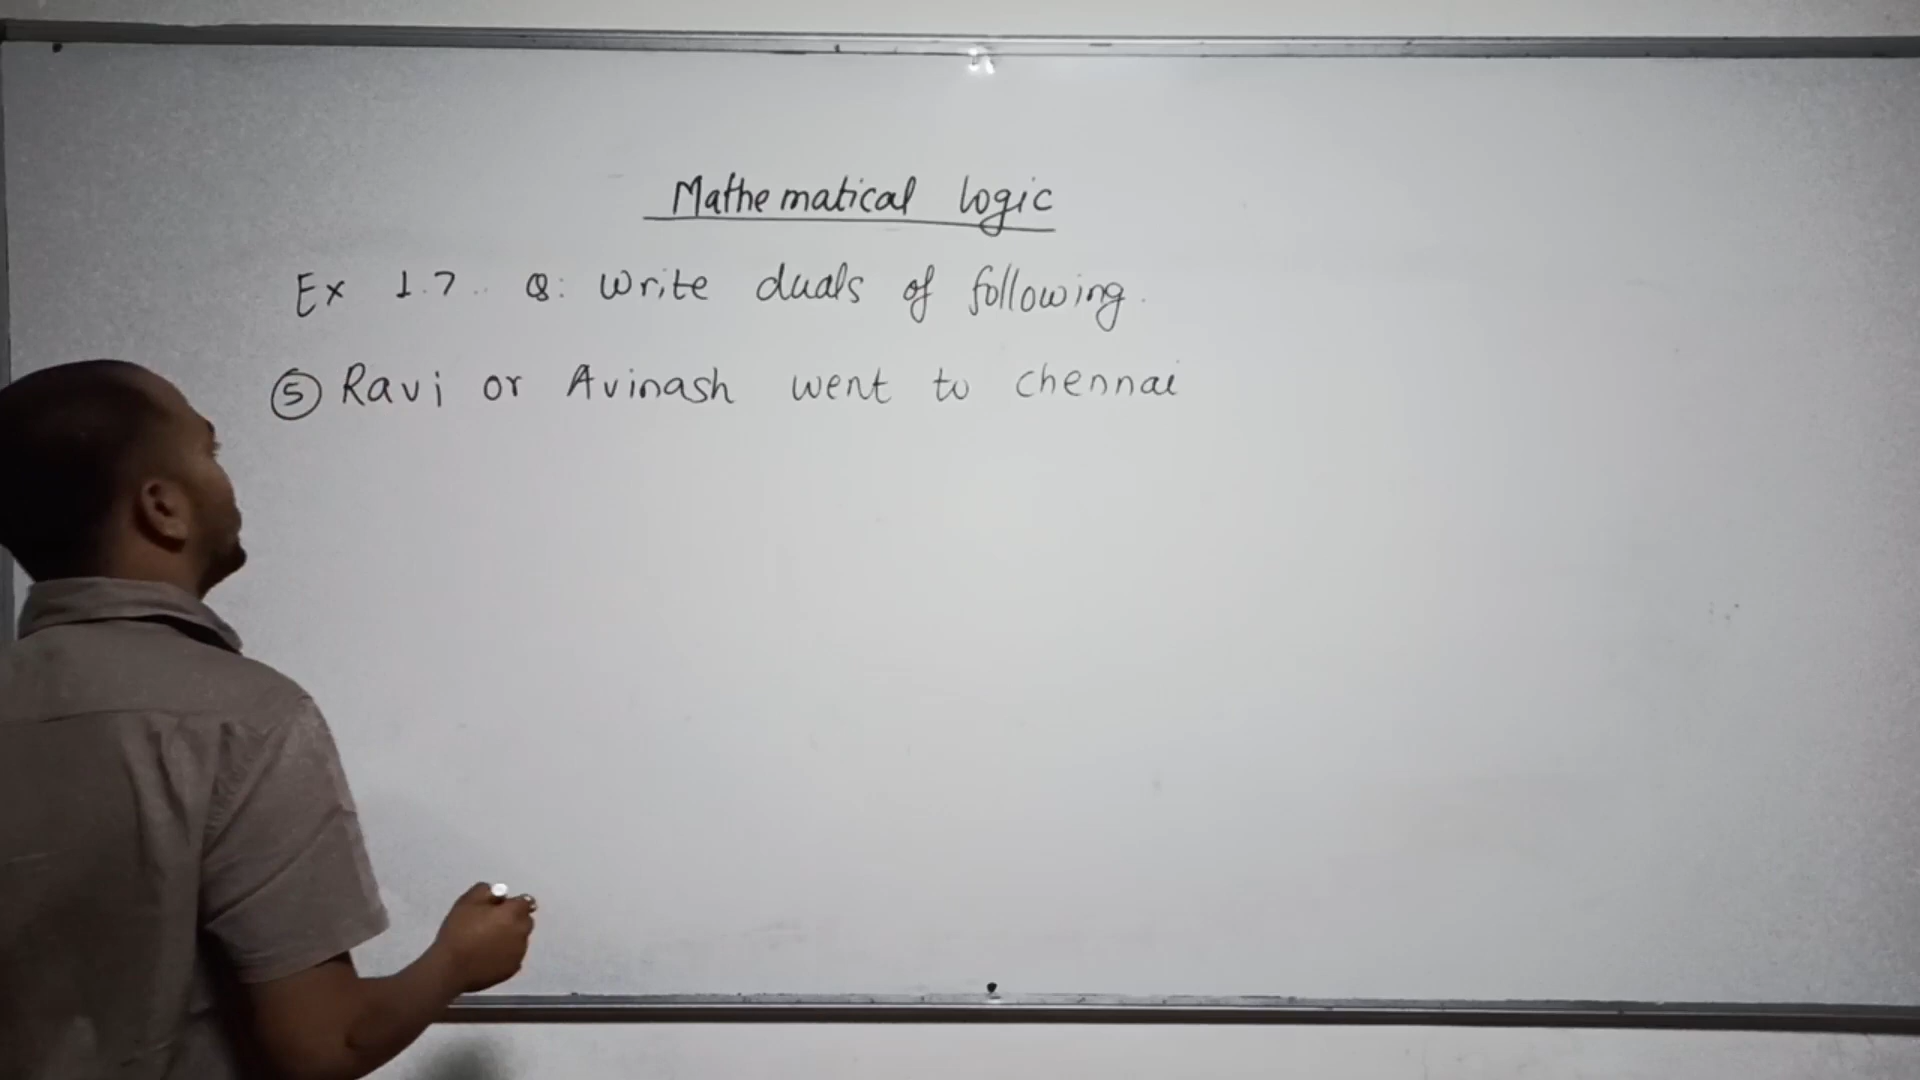 Mathematical logic
Ex 1.7.. Q: Write duals of following.
⑤ Ravi or Avinash went to chennai